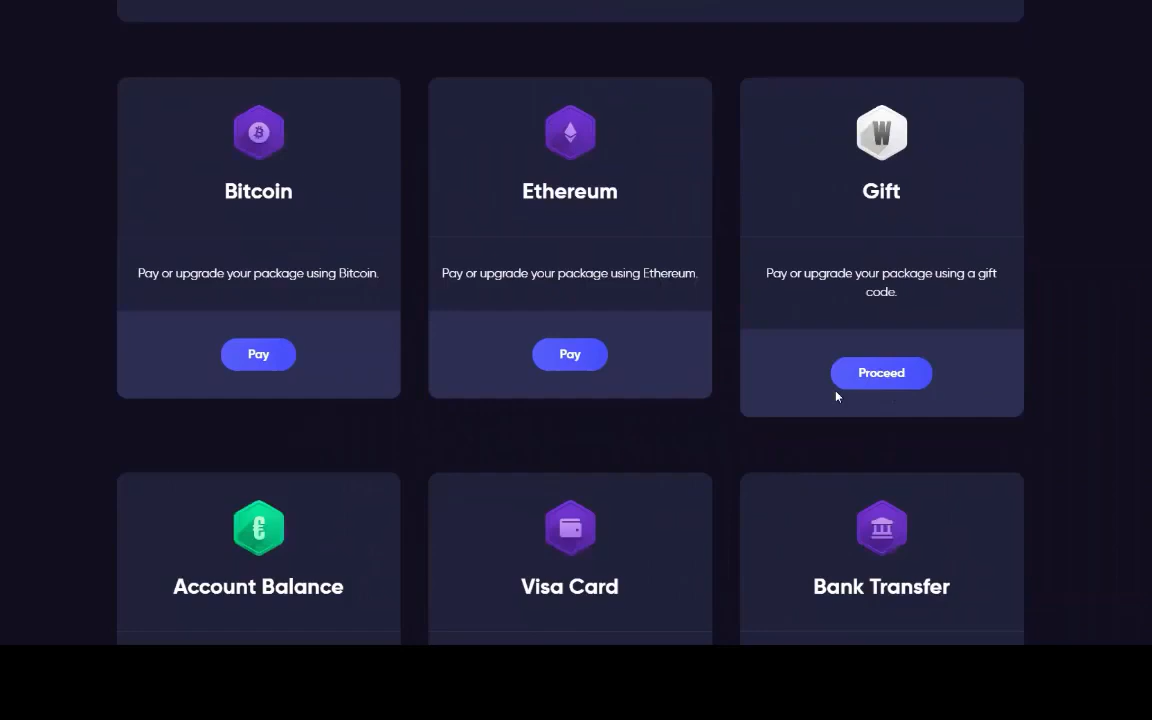 Bitcoin
Pay or upgrade your package using Bitcoin.
Pay
Ethereum
Pay or upgrade your package using Ethereum.
Pay
W
Gift
Pay or upgrade your package using a gift
code.
Proceed
€
Account Balance
Visa Card
Bank Transfer